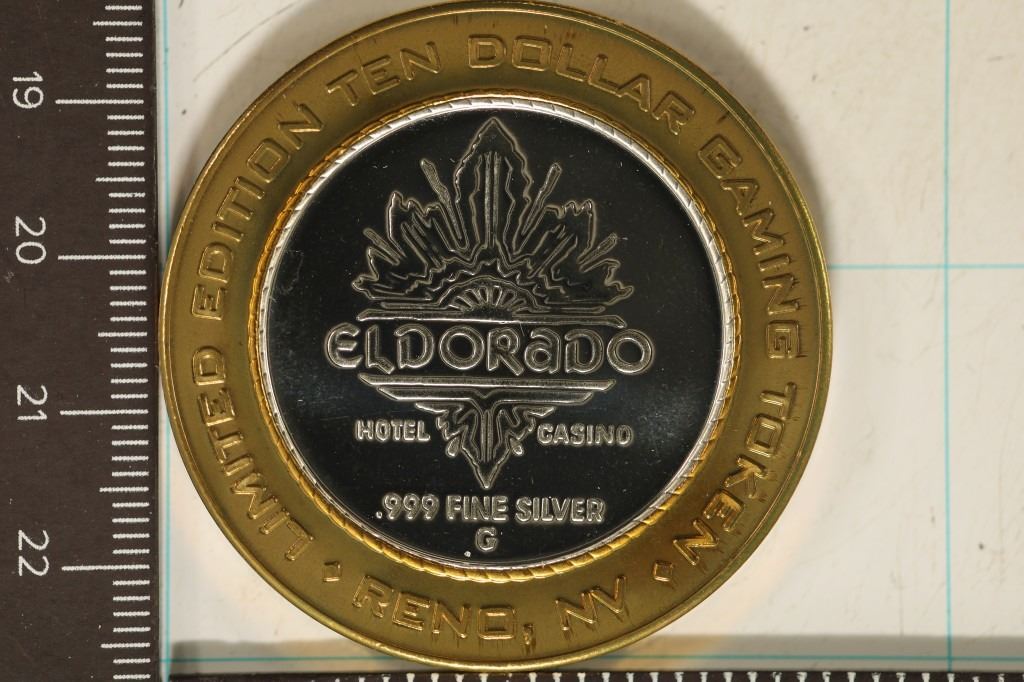 19
20
21
22
LIMITED EDITION TEN DOLLAR GAMING TOKEN
◇ RENO, NV ◇
ELDORADO
HOTEL CASINO
.999 FINE SILVER
G